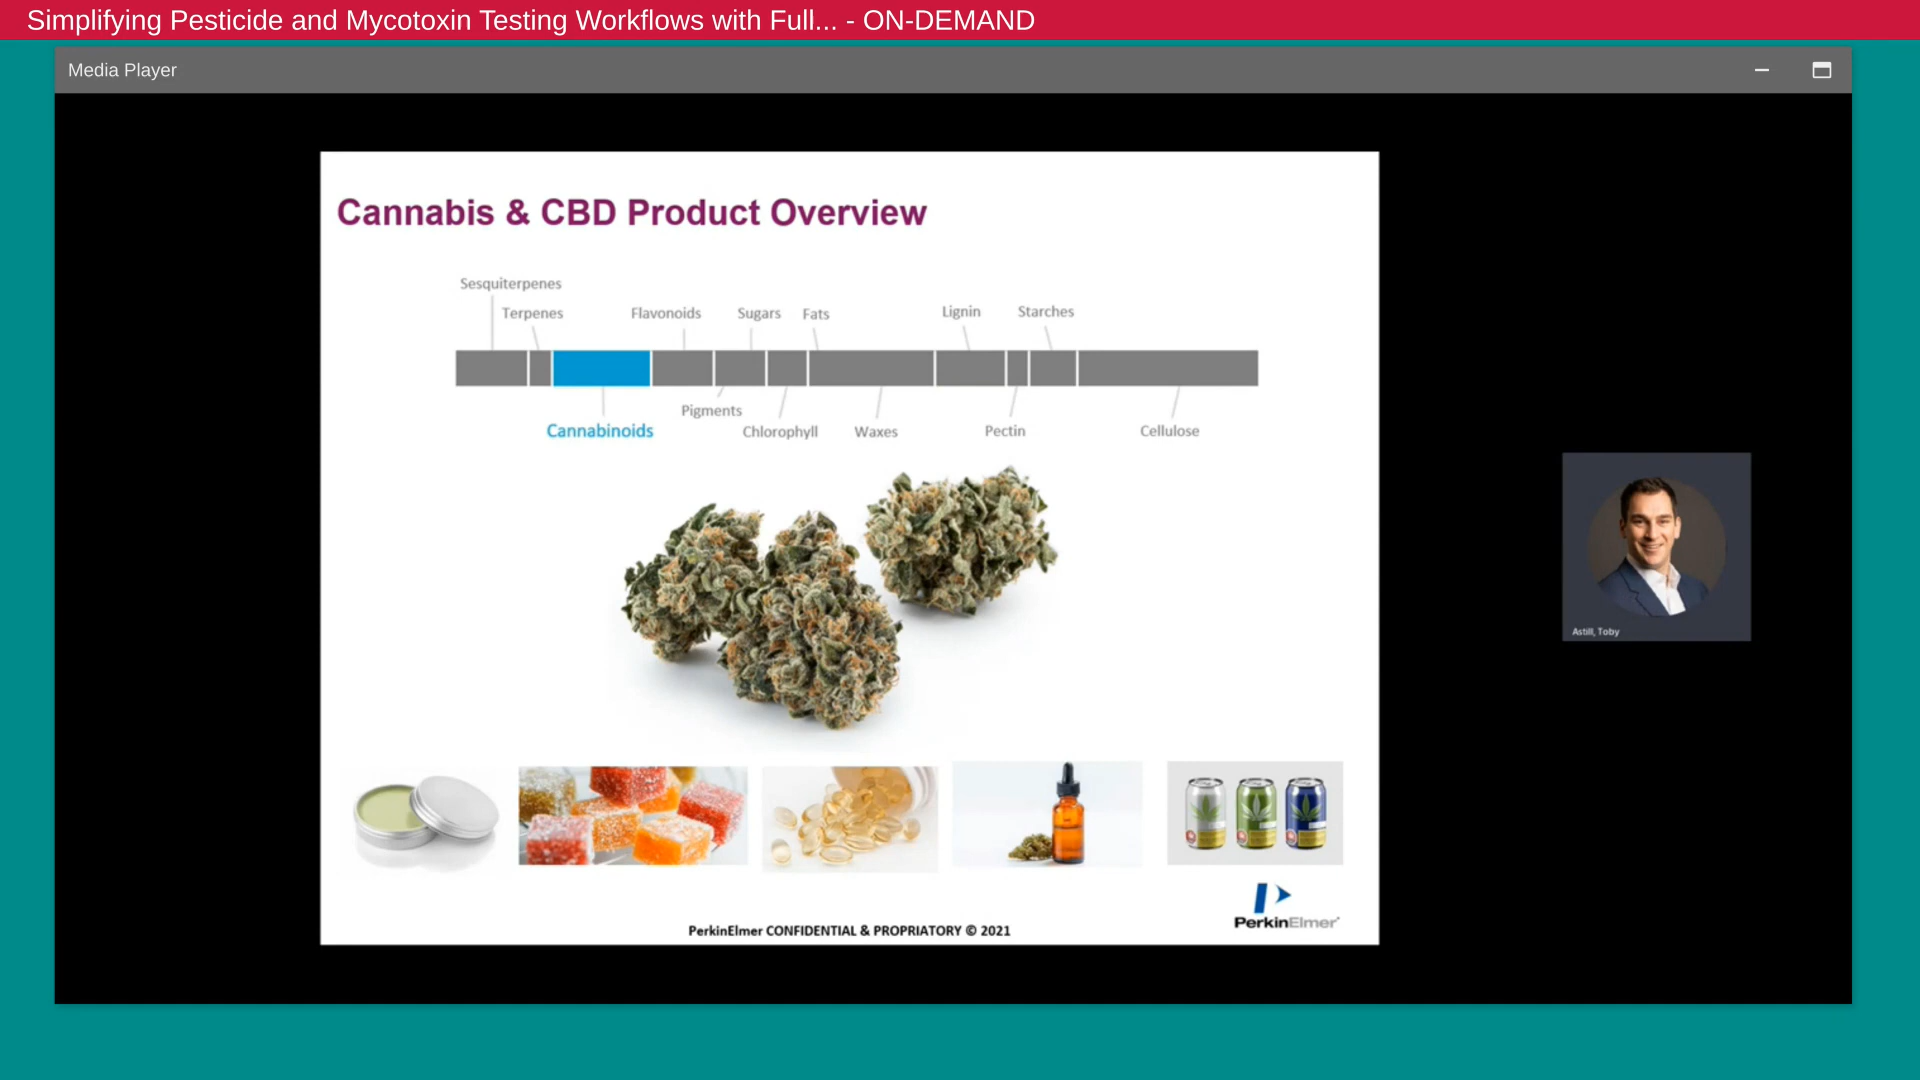 Simplifying Pesticide and Mycotoxin Testing Workflows with Full... - ON-DEMAND
Media Player
Cannabis & CBD Product Overview
Sesquiterpenes
Terpenes
Flavonoids
Sugars
Fats
Lignin
Starches
Cannabinoids
Pigments
Chlorophyll
Waxes
Pectin
Cellulose
Astill, Toby
PerkinElmer
PerkinElmer CONFIDENTIAL & PROPRIATORY © 2021